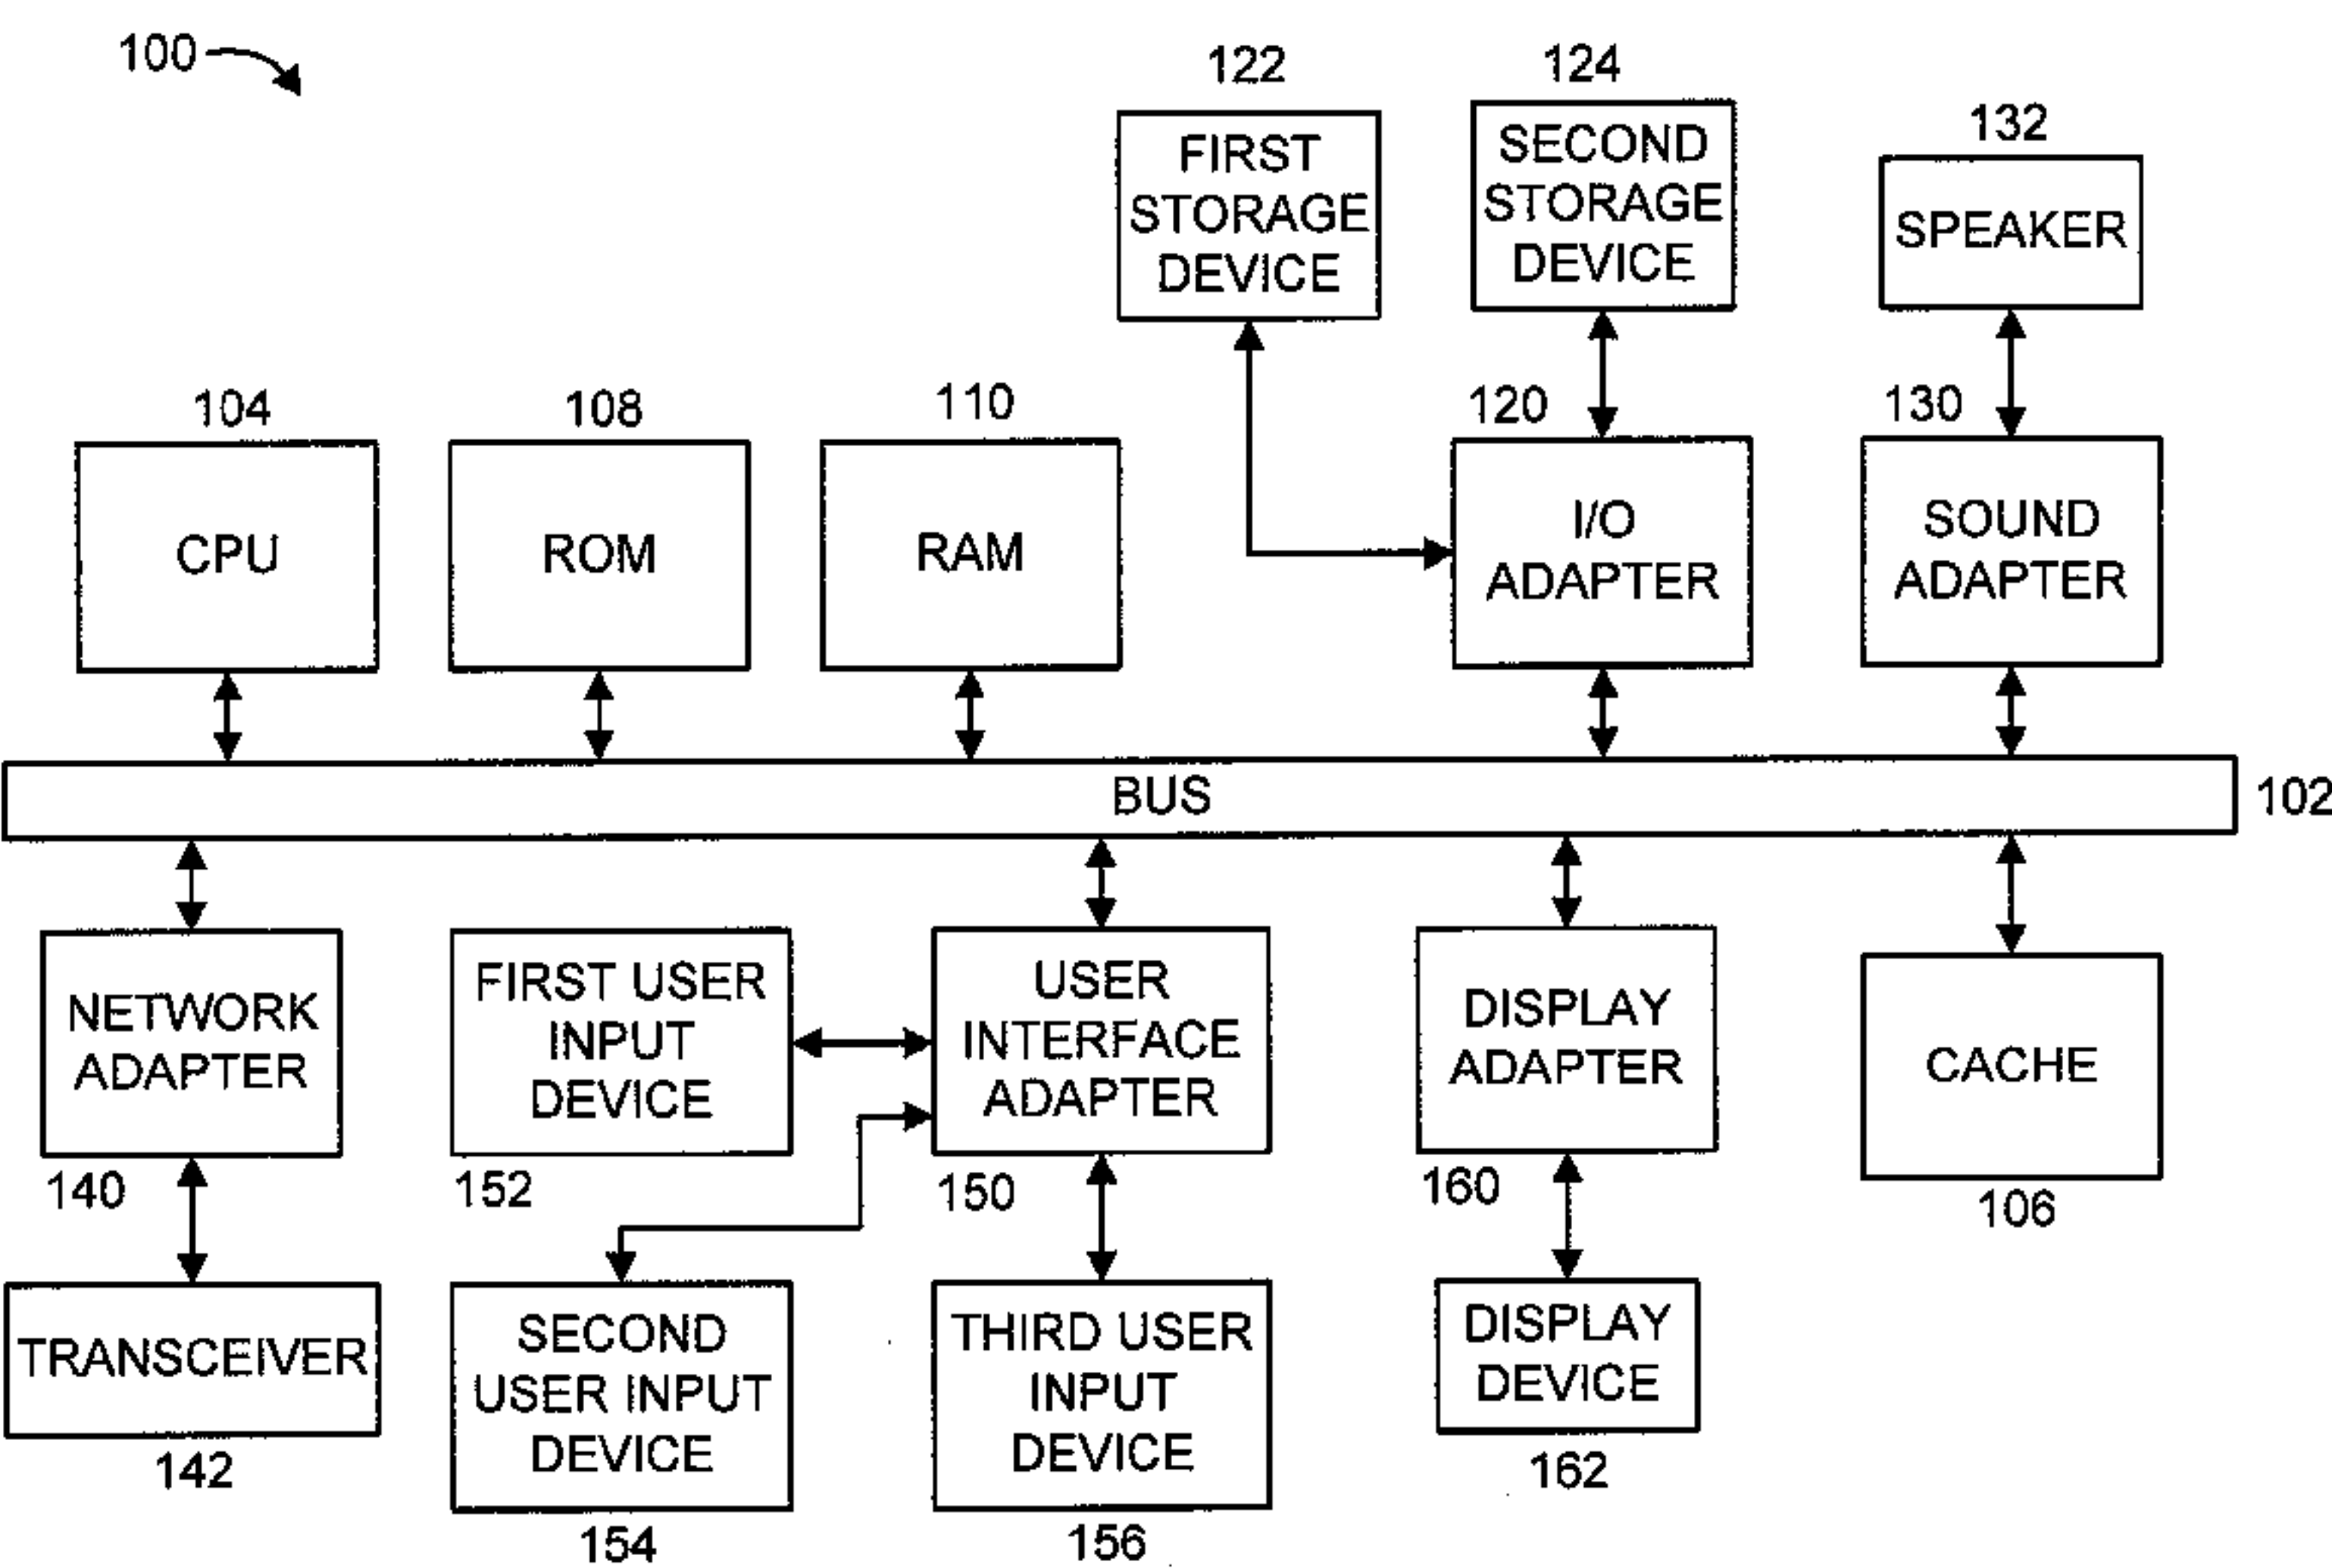 100
122
FIRST
STORAGE
DEVICE
124
SECOND
STORAGE
DEVICE
132
SPEAKER
104
CPU
108
ROM
110
RAM
120
I/O
ADAPTER
130
SOUND
ADAPTER
BUS
102
NETWORK
ADAPTER
140
FIRST USER
INPUT
DEVICE
152
USER
INTERFACE
ADAPTER
150
DISPLAY
ADAPTER
160
CACHE
106
TRANSCEIVER
142
SECOND
USER INPUT
DEVICE
154
THIRD USER
INPUT
DEVICE
156
DISPLAY
DEVICE
162